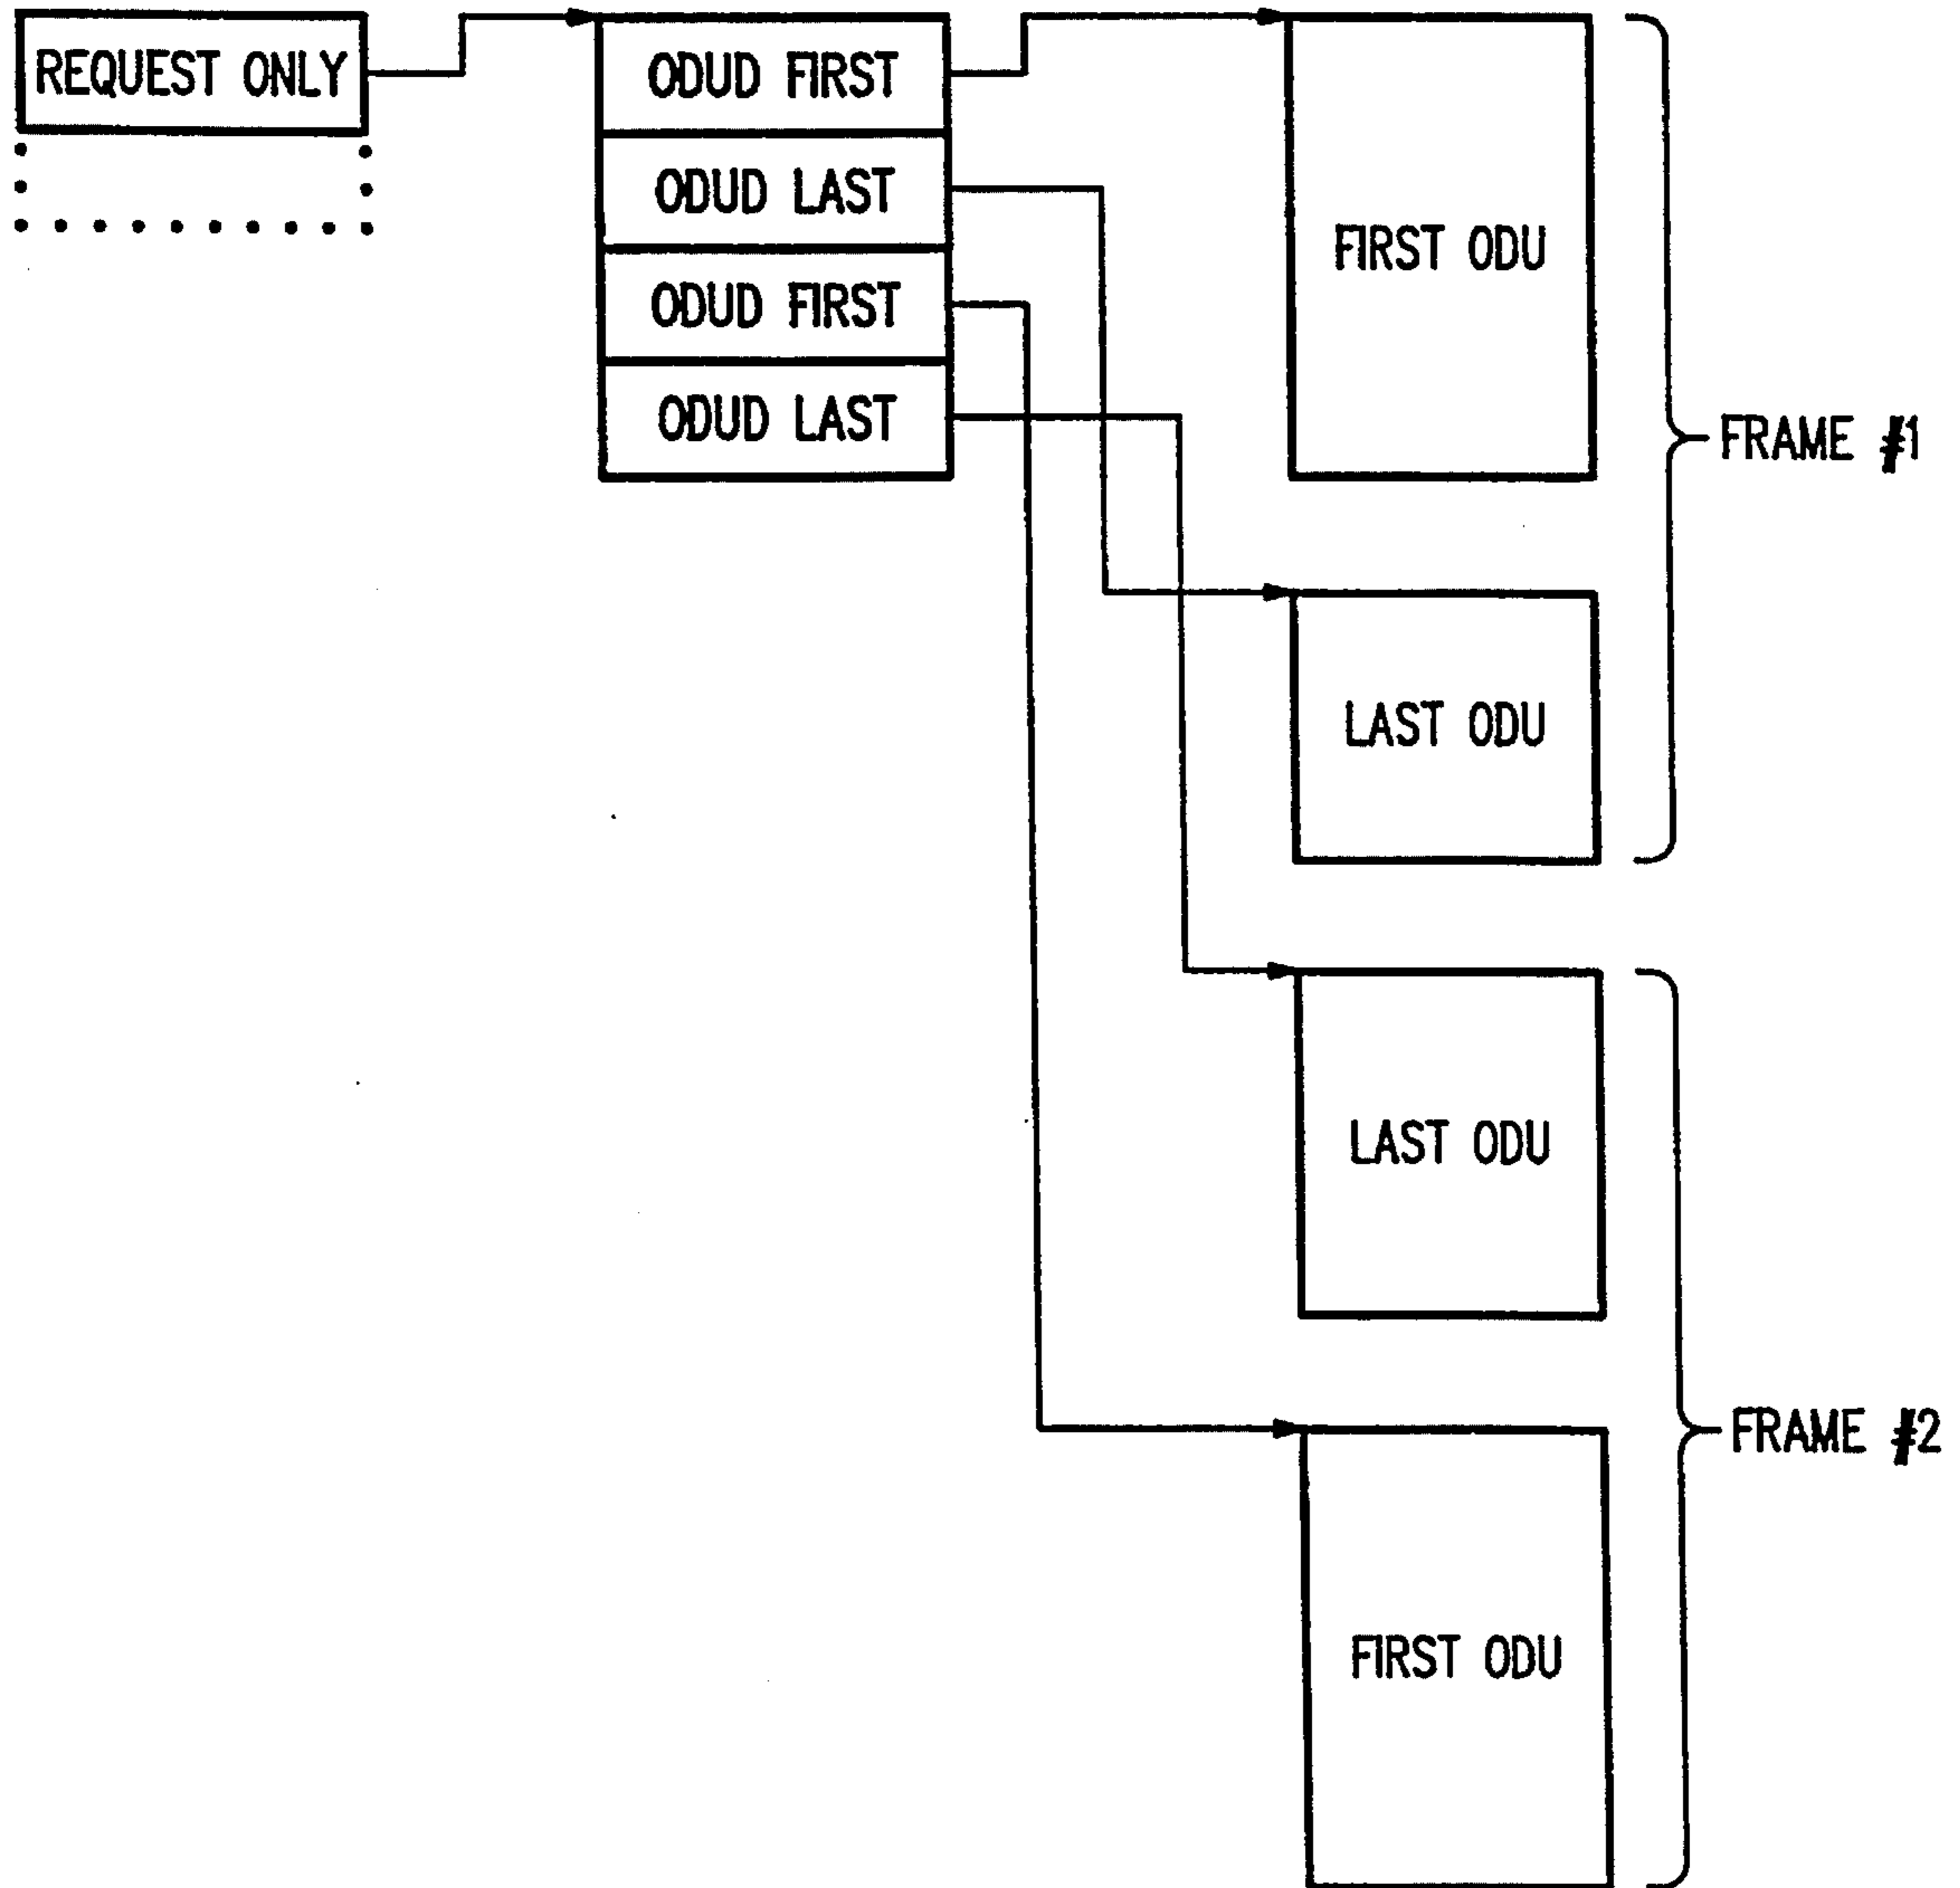 REQUEST ONLY
ODUD FIRST
ODUD LAST
ODUD FIRST
ODUD LAST
FIRST ODU
LAST ODU
FRAME #1
LAST ODU
FIRST ODU
FRAME #2